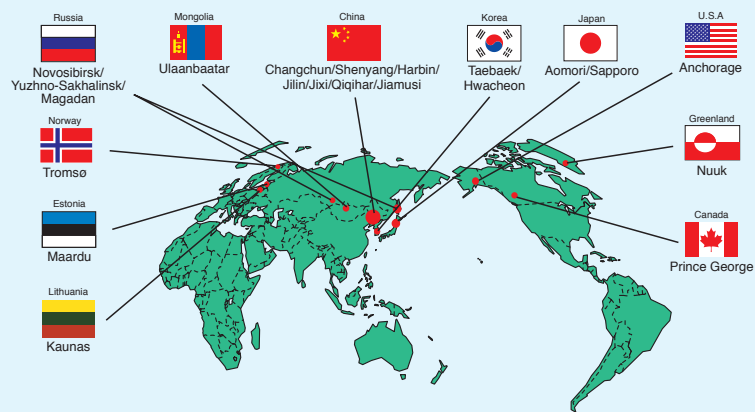 Russia
Novosibirsk/
Yuzhno-Sakhalinsk/
Magadan
Mongolia
Ulaanbaatar
China
Changchun/Shenyang/Harbin/
Jilin/Jixi/Qiqihar/Jiamusi
Korea
Taebaek/
Hwacheon
Japan
Aomori/Sapporo
U.S.A
Anchorage
Norway
Tromsø
Greenland
Nuuk
Estonia
Maardu
Canada
Prince George
Lithuania
Kaunas